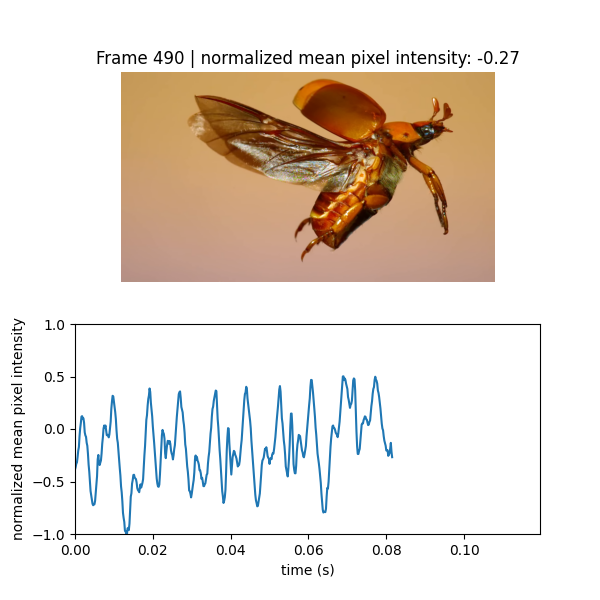 Frame 490 | normalized mean pixel intensity: -0.27
normalized mean pixel intensity
1.0
0.5
0.0
−0.5
−1.0
0.00 0.02 0.04 0.06 0.08 0.10
time (s)